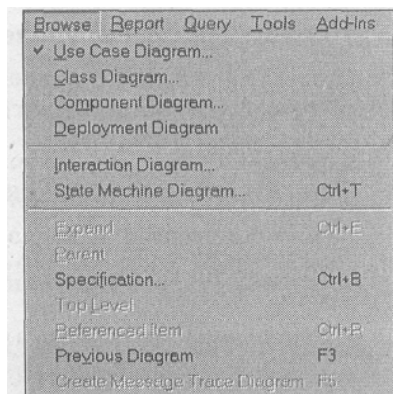 Browse Report Query Tools Add-Ins
✓ Use Case Diagram...
Class Diagram...
Component Diagram...
Deployment Diagram
Interaction Diagram...
State Machine Diagram... Ctrl+T
Expand Ctrl+E
Parent
Specification... Ctrl+B
Top Level
Referenced Item Ctrl+R
Previous Diagram F3
Create Message Trace Diagram F5